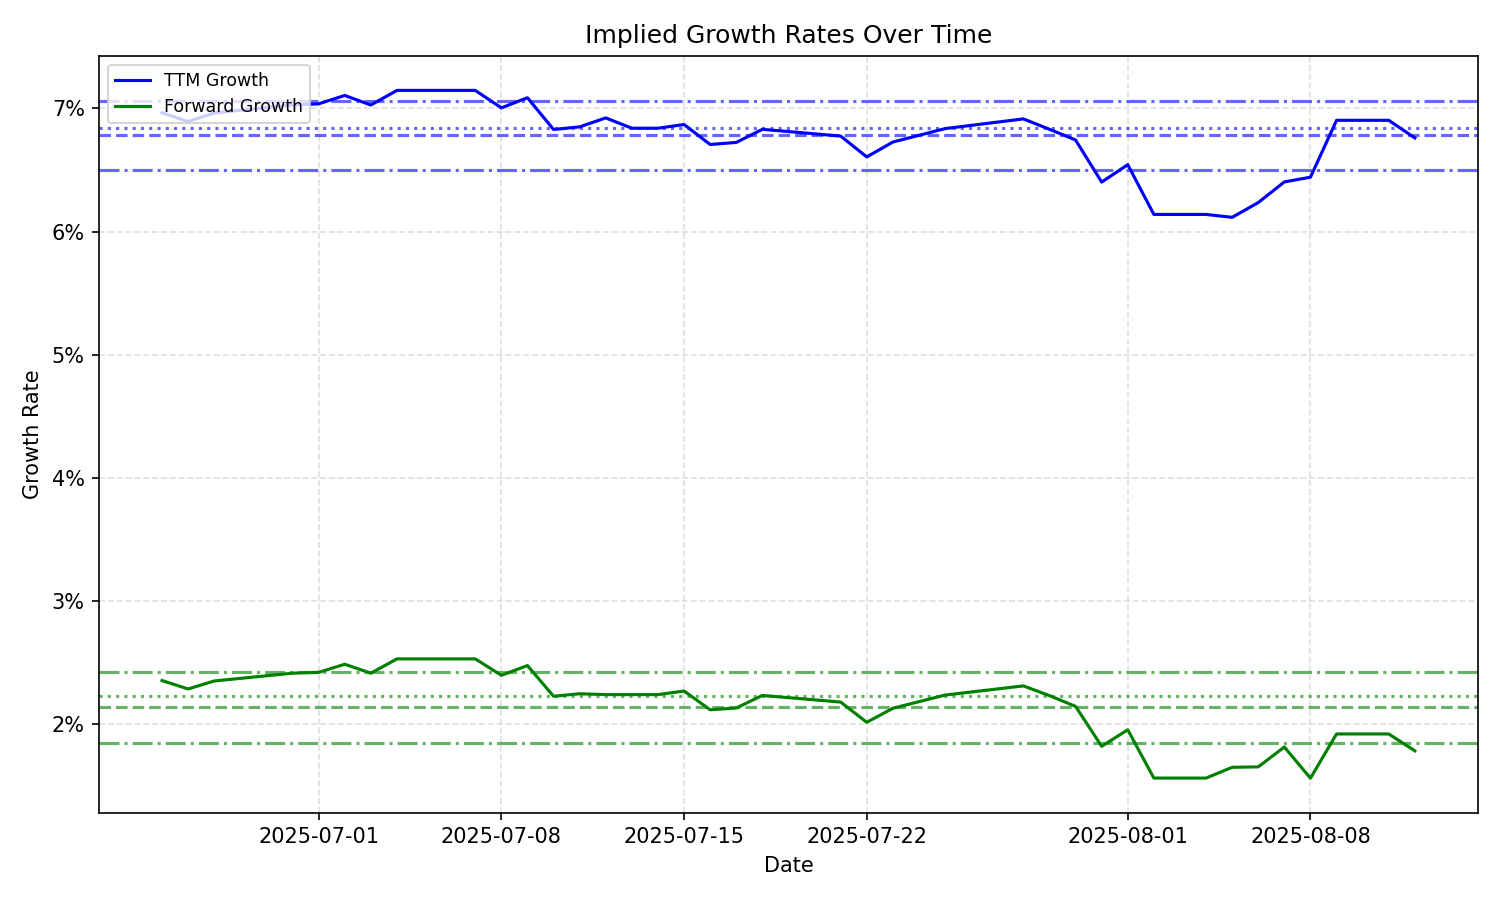 Implied Growth Rates Over Time
TTM Growth
Forward Growth
7%
6%
5%
4%
3%
2%
Growth Rate
2025-07-01
2025-07-08
2025-07-15
2025-07-22
2025-08-01
2025-08-08
Date